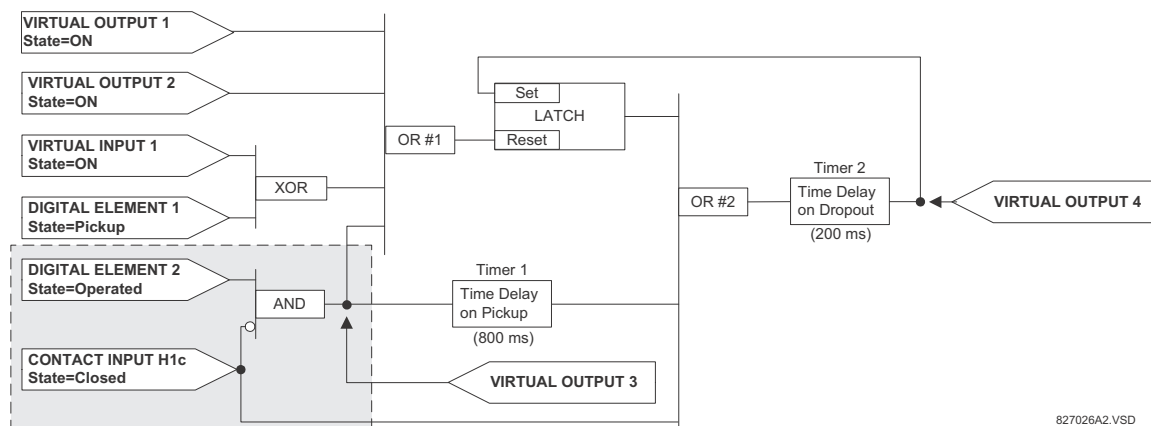 VIRTUAL OUTPUT 1
State=ON
VIRTUAL OUTPUT 2
State=ON
VIRTUAL INPUT 1
State=ON
DIGITAL ELEMENT 1
State=Pickup
DIGITAL ELEMENT 2
State=Operated
CONTACT INPUT H1c
State=Closed
XOR
AND
OR #1
Set
LATCH
Reset
Timer 1
Time Delay
on Pickup
(800 ms)
VIRTUAL OUTPUT 3
OR #2
Timer 2
Time Delay
on Dropout
(200 ms)
VIRTUAL OUTPUT 4
827026A2.VSD